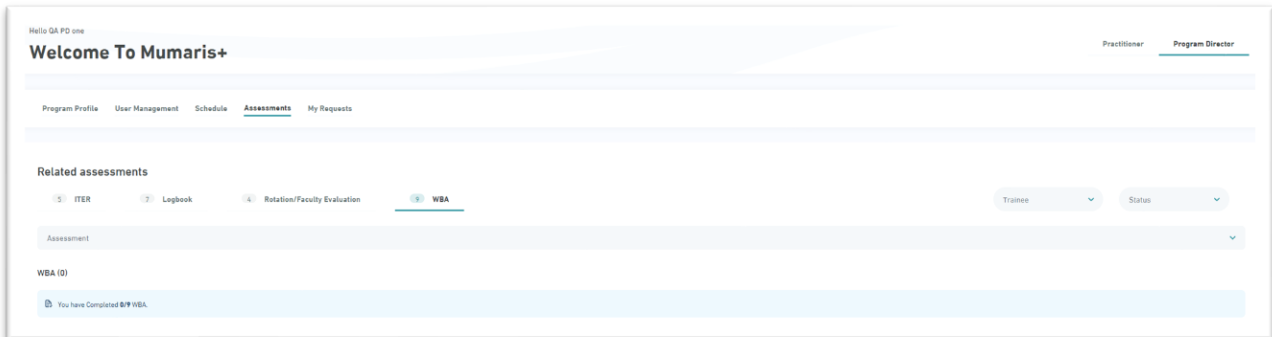 Hello QA PD one
Welcome To Mumaris+
Practitioner Program Director
Program Profile User Management Schedule Assessments My Requests
Related assessments
5 ITER 7 Logbook 4 Rotation/Faculty Evaluation 9 WBA
Trainee Status
Assessment
WBA (0)
You have Completed 0/9 WBA.